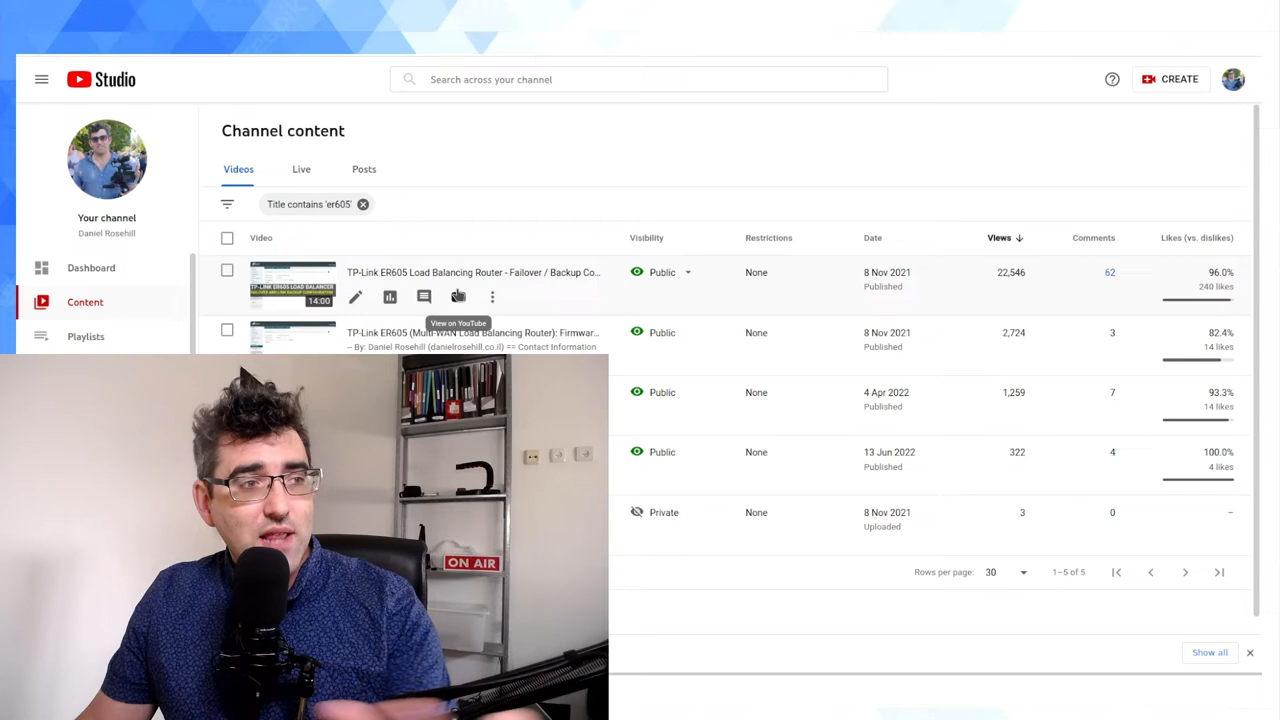 Studio
Search across your channel
CREATE
Channel content
Videos
Live
Posts
Your channel
Daniel Rosehill
Title contains 'er605'
Video
Visibility
Restrictions
Date
Views
Comments
Likes (vs. dislikes)
Dashboard
Content
Playlists
14:00
TP-Link ER605 Load Balancing Router - Failover / Backup Co...
Public
None
8 Nov 2021
Published
22,546
62
96.0%
240 likes
View on YouTube
TP-Link ER605 (Multi-WAN Load Balancing Router): Firmwar...
-- By: Daniel Rosehill (danielrosehill.co.il) == Contact Information
Public
None
8 Nov 2021
Published
2,724
3
82.4%
14 likes
Public
None
4 Apr 2022
Published
1,259
7
93.3%
14 likes
Public
None
13 Jun 2022
Published
322
4
100.0%
4 likes
Private
None
8 Nov 2021
Uploaded
3
0
–
Rows per page:
30
1–5 of 5
Show all
ON AIR